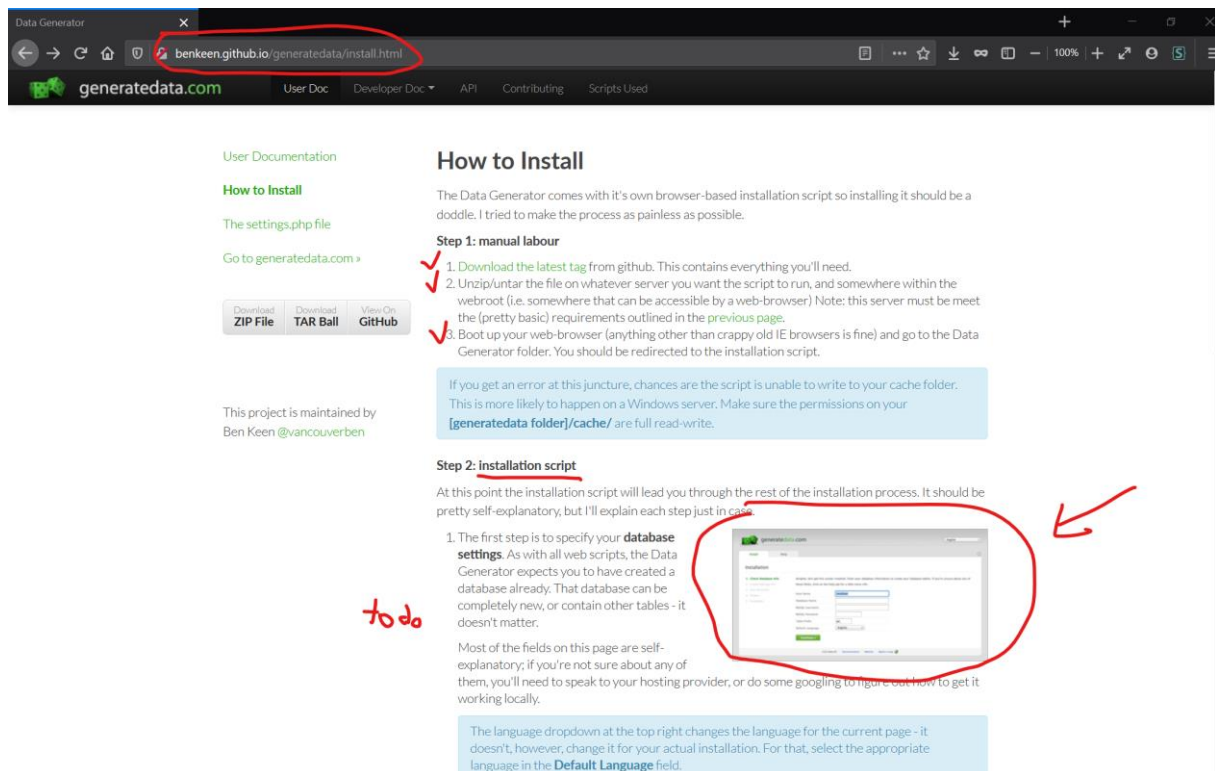 Data Generator
benkeen.github.io/generatedata/install.html
100%
generatedata.com
User Doc
Developer Doc
API
Contributing
Scripts Used
User Documentation
How to Install
The settings.php file
Go to generatedata.com »
Download
ZIP File
Download
TAR Ball
View On
GitHub
This project is maintained by
Ben Keen @vancouverben
How to Install
The Data Generator comes with it's own browser-based installation script so installing it should be a
doddle. I tried to make the process as painless as possible.
Step 1: manual labour
1. Download the latest tag from github. This contains everything you'll need.
2. Unzip/untar the file on whatever server you want the script to run, and somewhere within the
webroot (i.e. somewhere that can be accessible by a web-browser) Note: this server must be meet
the (pretty basic) requirements outlined in the previous page.
3. Boot up your web-browser (anything other than crappy old IE browsers is fine) and go to the Data
Generator folder. You should be redirected to the installation script.
If you get an error at this juncture, chances are the script is unable to write to your cache folder.
This is more likely to happen on a Windows server. Make sure the permissions on your
[generatedata folder]/cache/ are full read-write.
Step 2: installation script
At this point the installation script will lead you through the rest of the installation process. It should be
pretty self-explanatory, but I'll explain each step just in case.
1. The first step is to specify your database
settings. As with all web scripts, the Data
Generator expects you to have created a
database already. That database can be
completely new, or contain other tables - it
doesn't matter.
todo
Most of the fields on this page are self-
explanatory; if you're not sure about any of
them, you'll need to speak to your hosting provider, or do some googling to figure out how to get it
working locally.
generatedata.com
Installation
The language dropdown at the top right changes the language for the current page - it
doesn't, however, change it for your actual installation. For that, select the appropriate
language in the Default Language field.